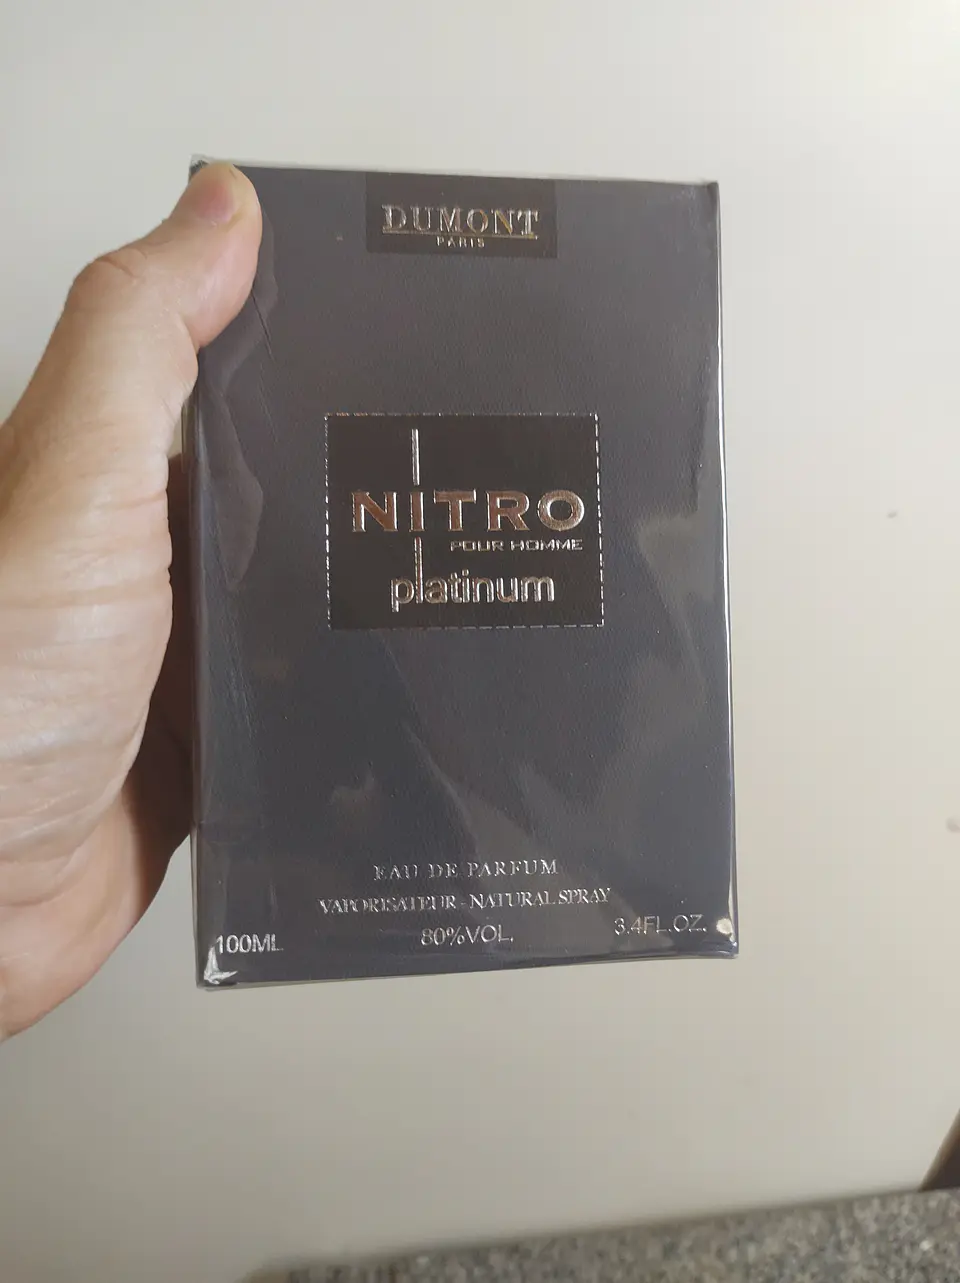 DUMONT
PARIS
NITRO
POUR HOMME
platinum
EAU DE PARFUM
VAPORISATEUR - NATURAL SPRAY
100ML 80%VOL. 3.4FL.OZ.